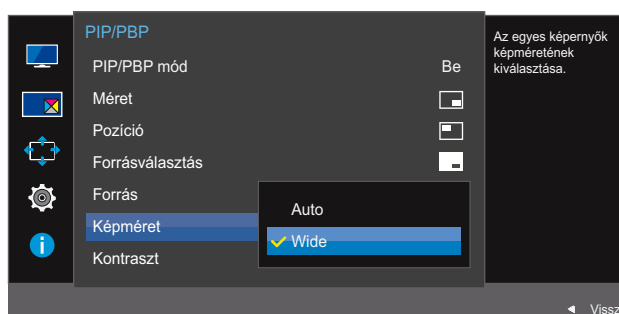 PIP/PBP
PIP/PBP mód Be
Méret
Pozíció
Forrásválasztás
Forrás
Képméret
Kontraszt
Auto
Wide
Az egyes képernyők
képméretének
kiválasztása.